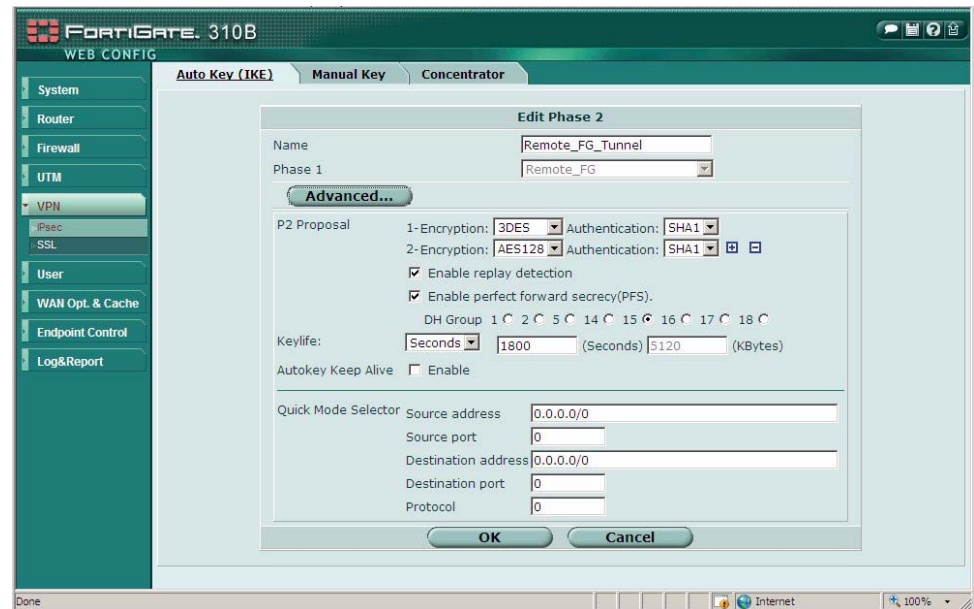 FORTIGATE. 310B
WEB CONFIG
Auto Key (IKE) Manual Key Concentrator
System
Router
Firewall
UTM
VPN
IPsec
SSL
User
WAN Opt. & Cache
Endpoint Control
Log&Report
Edit Phase 2
Name Remote_FG_Tunnel
Phase 1 Remote_FG
Advanced...
P2 Proposal 1-Encryption: 3DES Authentication: SHA1
2-Encryption: AES128 Authentication: SHA1
Enable replay detection
Enable perfect forward secrecy(PFS).
DH Group 1 2 5 14 15 16 17 18
Keylife: Seconds 1800 (Seconds) 5120 (KBytes)
Autokey Keep Alive Enable
Quick Mode Selector Source address 0.0.0.0/0
Source port 0
Destination address 0.0.0.0/0
Destination port 0
Protocol 0
OK Cancel
Done Internet 100%